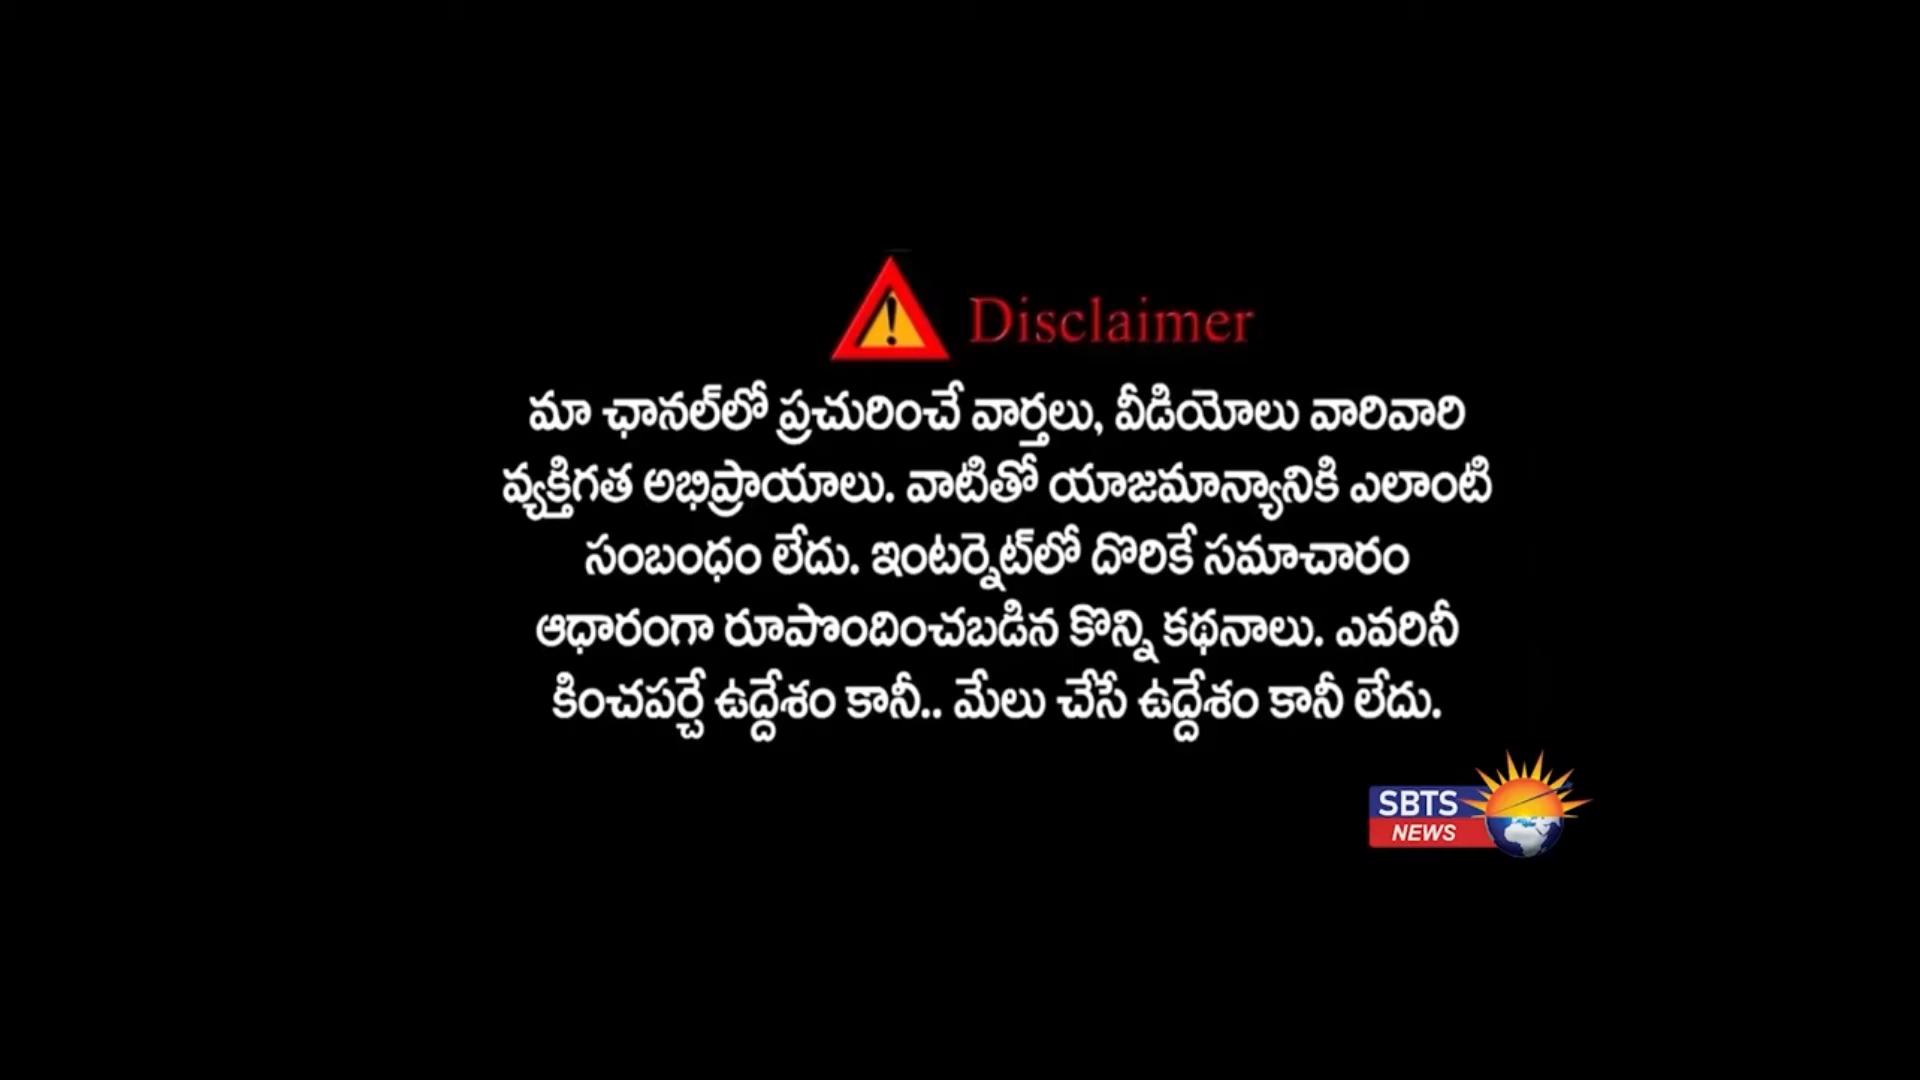 Disclaimer
మా ఛానల్‌లో ప్రచురించే వార్తలు, వీడియోలు వారివారి
వ్యక్తిగత అభిప్రాయాలు. వాటితో యాజమాన్యానికి ఎలాంటి
సంబంధం లేదు. ఇంటర్నెట్‌లో దొరికే సమాచారం
ఆధారంగా రూపొందించబడిన కొన్ని కథనాలు. ఎవరినీ
కించపర్చే ఉద్దేశం కానీ.. మేలు చేసే ఉద్దేశం కానీ లేదు.
SBTS
NEWS